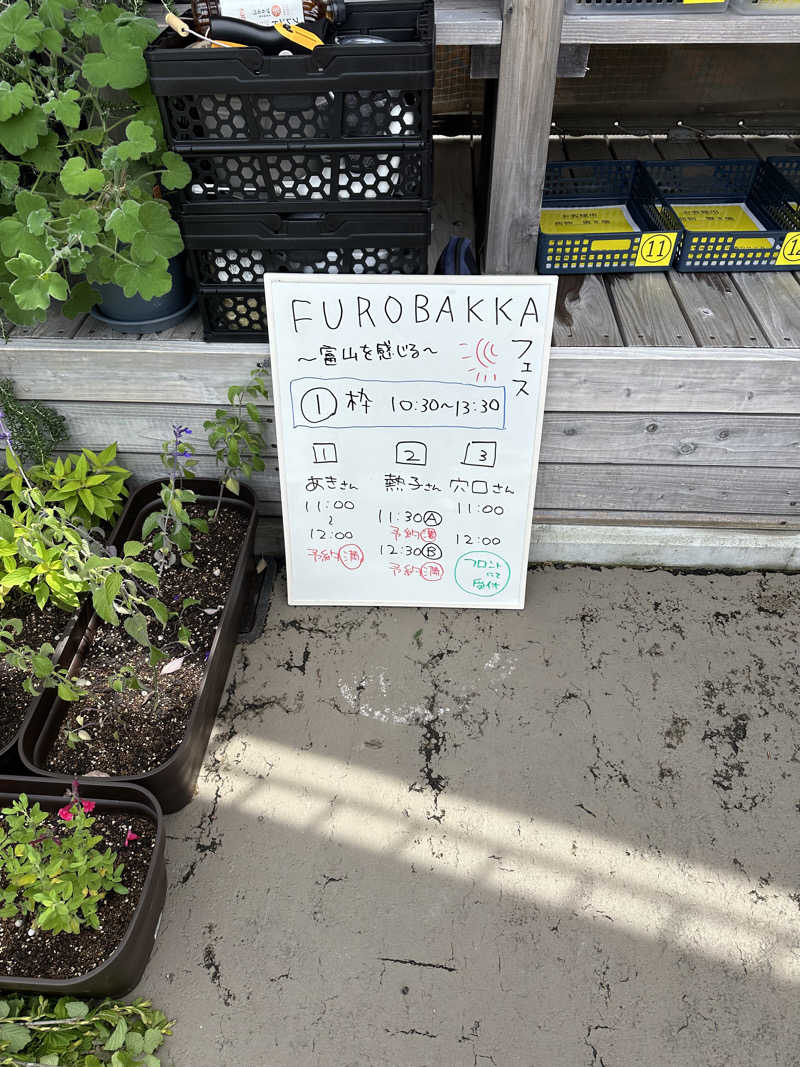 FUROBAKKA
フェス
～富山を感じる～
① 枠 10:30～13:30
1 2 3
あきさん 熱子さん 穴口さん
11:00
～
12:00
予約満
11:30 Ⓐ
予約満
12:30 Ⓑ
予約満
11:00
12:00
フロント
にて
受付
11